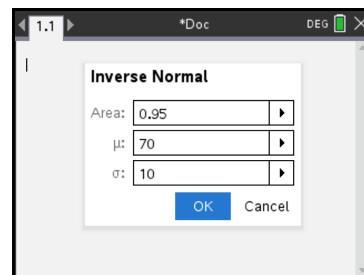 1.1 *Doc DEG
Inverse Normal
Area: 0.95
μ: 70
σ: 10
OK Cancel